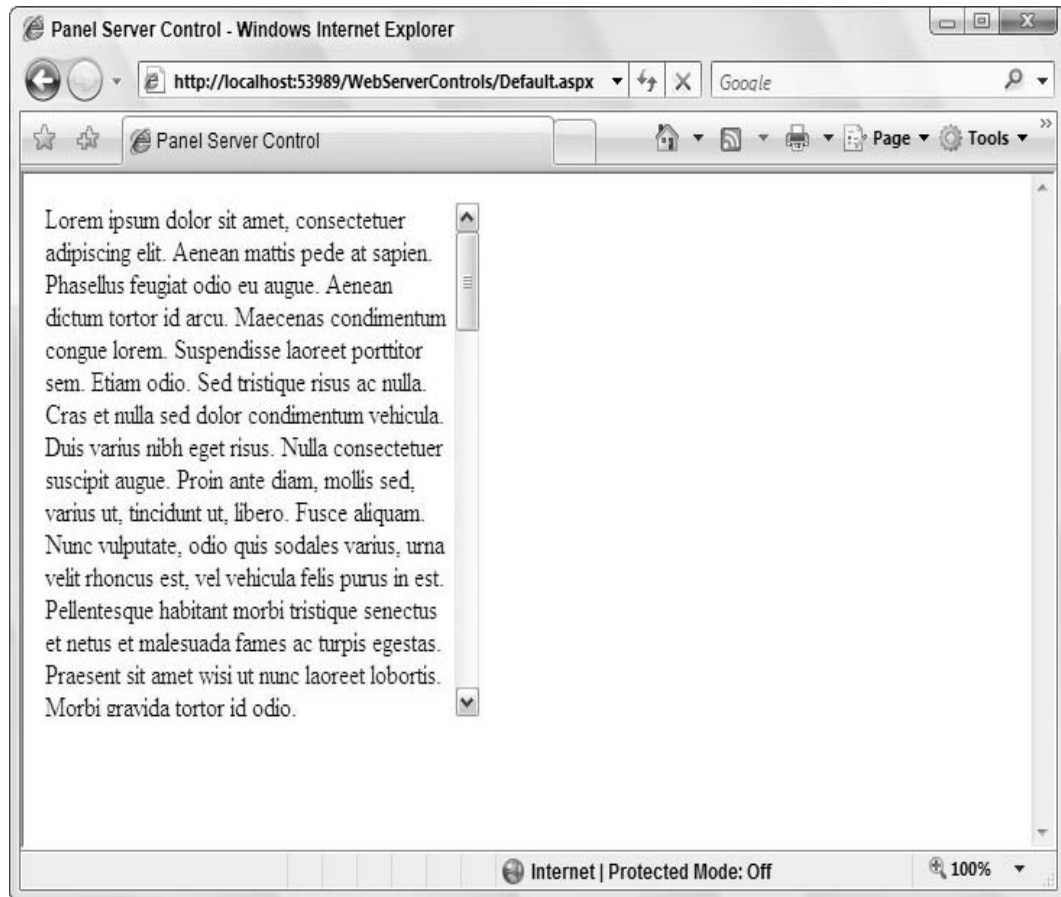 Panel Server Control - Windows Internet Explorer
http://localhost:53989/WebServerControls/Default.aspx
Google
Panel Server Control
Page
Tools
Lorem ipsum dolor sit amet, consectetuer
adipiscing elit. Aenean mattis pede at sapien.
Phasellus feugiat odio eu augue. Aenean
dictum tortor id arcu. Maecenas condimentum
congue lorem. Suspendisse laoreet porttitor
sem. Etiam odio. Sed tristique risus ac nulla.
Cras et nulla sed dolor condimentum vehicula.
Duis varius nibh eget risus. Nulla consectetuer
suscipit augue. Proin ante diam, mollis sed,
varius ut, tincidunt ut, libero. Fusce aliquam.
Nunc vulputate, odio quis sodales varius, urna
velit rhoncus est, vel vehicula felis purus in est.
Pellentesque habitant morbi tristique senectus
et netus et malesuada fames ac turpis egestas.
Praesent sit amet wisi ut nunc laoreet lobortis.
Morbi gravida tortor id odio.
Internet | Protected Mode: Off
100%